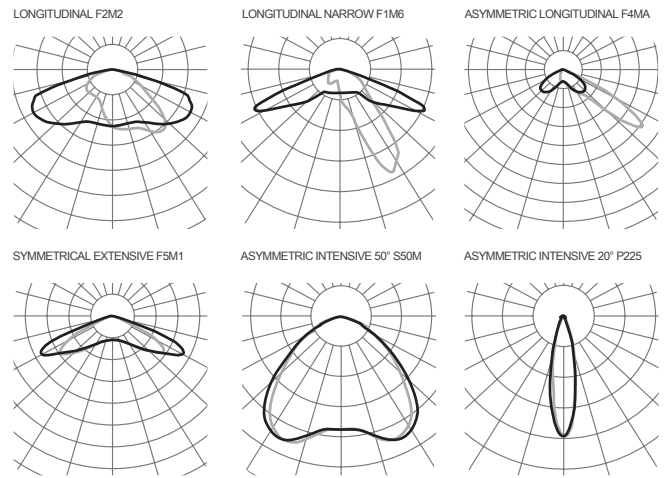 LONGITUDINAL F2M2
LONGITUDINAL NARROW F1M6
ASYMMETRIC LONGITUDINAL F4MA
SYMMETRICAL EXTENSIVE F5M1
ASYMMETRIC INTENSIVE 50° S50M
ASYMMETRIC INTENSIVE 20° P225